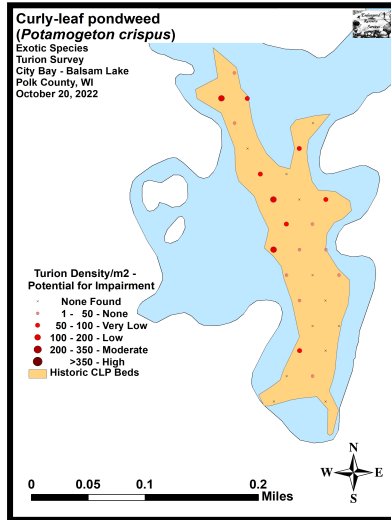 Curly-leaf pondweed
(Potamogeton crispus)
Exotic Species
Turion Survey
City Bay - Balsam Lake
Polk County, WI
October 20, 2022
Turion Density/m2 -
Potential for Impairment
None Found
1 - 50 - None
50 - 100 - Very Low
100 - 200 - Low
200 - 350 - Moderate
>350 - High
Historic CLP Beds
N
W E
S
0 0.05 0.1 0.2
Miles